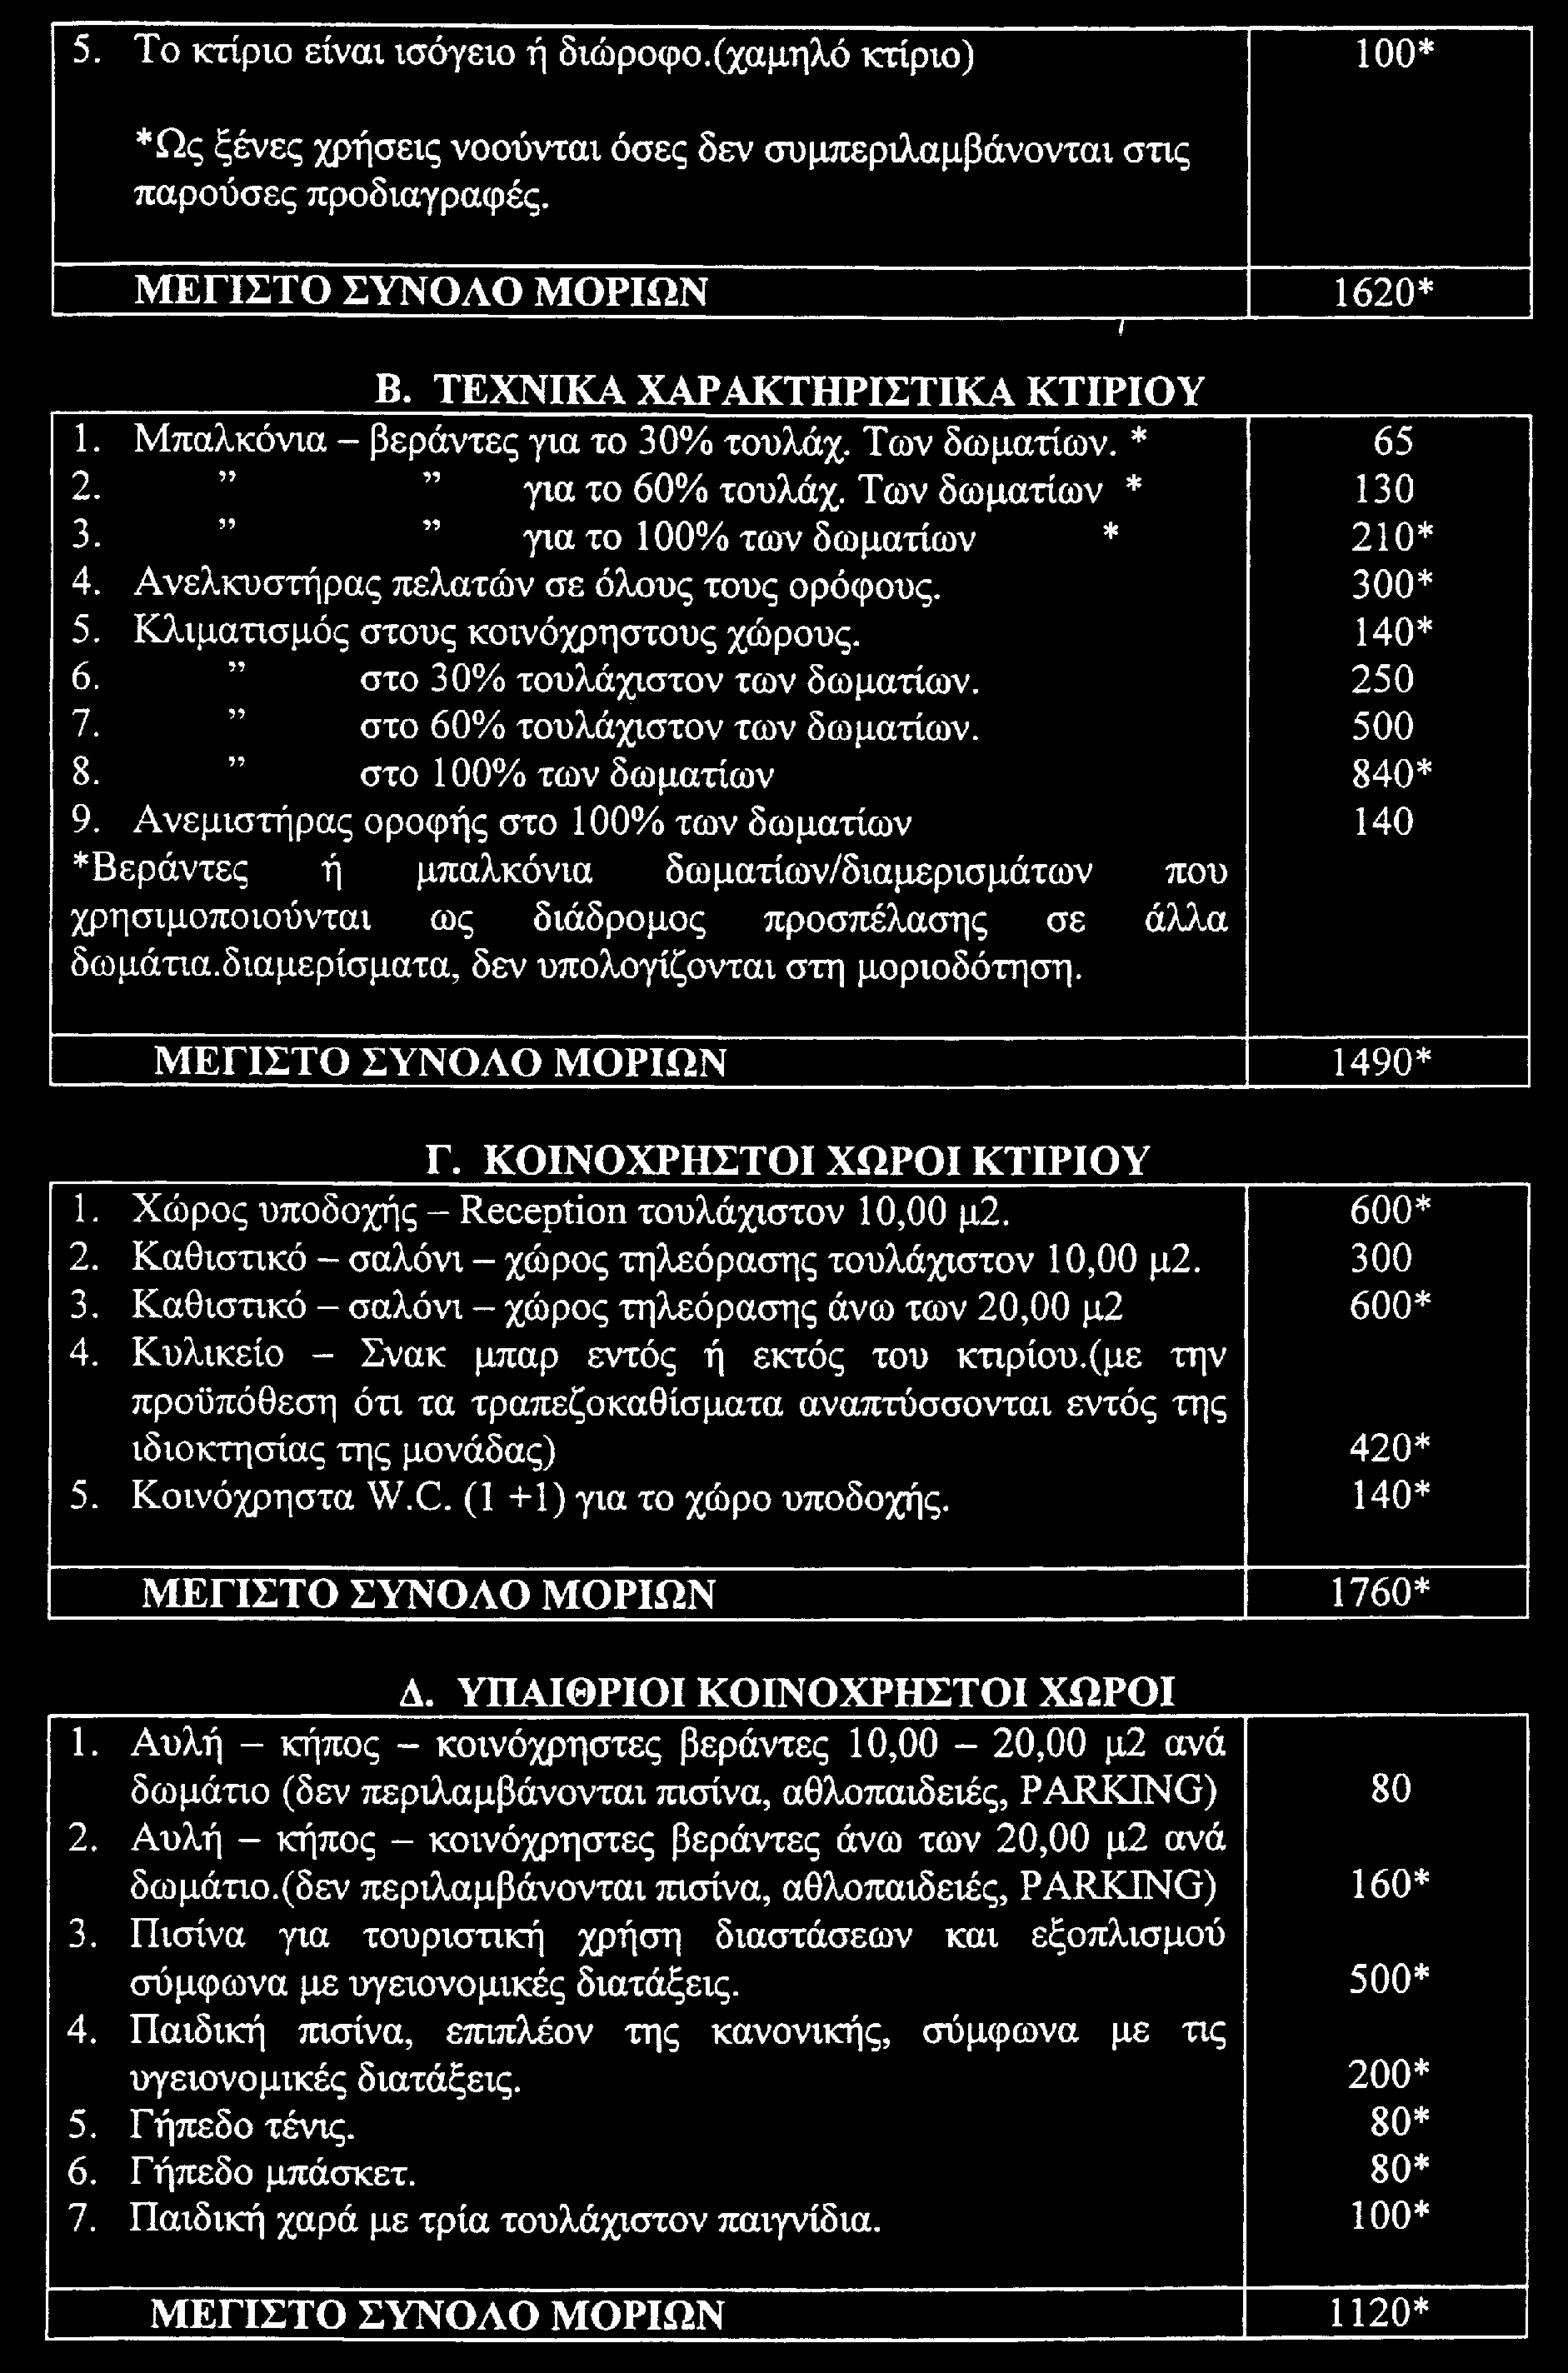 5. Το κτίριο είναι ισόγειο ή διώροφο.(χαμηλό κτίριο) 100*
*Ως ξένες χρήσεις νοούνται όσες δεν συμπεριλαμβάνονται στις
παρούσες προδιαγραφές.
ΜΕΓΙΣΤΟ ΣΥΝΟΛΟ ΜΟΡΙΩΝ 1620*
Β. ΤΕΧΝΙΚΑ ΧΑΡΑΚΤΗΡΙΣΤΙΚΑ ΚΤΙΡΙΟΥ
1. Μπαλκόνια – βεράντες για το 30% τουλάχ. Των δωματίων. * 65
2. ” ” για το 60% τουλάχ. Των δωματίων * 130
3. ” ” για το 100% των δωματίων * 210*
4. Ανελκυστήρας πελατών σε όλους τους ορόφους. 300*
5. Κλιματισμός στους κοινόχρηστους χώρους. 140*
6. ” στο 30% τουλάχιστον των δωματίων. 250
7. ” στο 60% τουλάχιστον των δωματίων. 500
8. ” στο 100% των δωματίων 840*
9. Ανεμιστήρας οροφής στο 100% των δωματίων 140
*Βεράντες ή μπαλκόνια δωματίων/διαμερισμάτων που
χρησιμοποιούνται ως διάδρομος προσπέλασης σε άλλα
δωμάτια.διαμερίσματα, δεν υπολογίζονται στη μοριοδότηση.
ΜΕΓΙΣΤΟ ΣΥΝΟΛΟ ΜΟΡΙΩΝ 1490*
Γ. ΚΟΙΝΟΧΡΗΣΤΟΙ ΧΩΡΟΙ ΚΤΙΡΙΟΥ
1. Χώρος υποδοχής – Reception τουλάχιστον 10,00 μ2. 600*
2. Καθιστικό – σαλόνι – χώρος τηλεόρασης τουλάχιστον 10,00 μ2. 300
3. Καθιστικό – σαλόνι – χώρος τηλεόρασης άνω των 20,00 μ2 600*
4. Κυλικείο – Σνακ μπαρ εντός ή εκτός του κτιρίου.(με την
προϋπόθεση ότι τα τραπεζοκαθίσματα αναπτύσσονται εντός της
ιδιοκτησίας της μονάδας) 420*
5. Κοινόχρηστα W.C. (1 +1) για το χώρο υποδοχής. 140*
ΜΕΓΙΣΤΟ ΣΥΝΟΛΟ ΜΟΡΙΩΝ 1760*
Δ. ΥΠΑΙΘΡΙΟΙ ΚΟΙΝΟΧΡΗΣΤΟΙ ΧΩΡΟΙ
1. Αυλή – κήπος – κοινόχρηστες βεράντες 10,00 – 20,00 μ2 ανά
δωμάτιο (δεν περιλαμβάνονται πισίνα, αθλοπαιδειές, PARKING) 80
2. Αυλή – κήπος – κοινόχρηστες βεράντες άνω των 20,00 μ2 ανά
δωμάτιο.(δεν περιλαμβάνονται πισίνα, αθλοπαιδειές, PARKING) 160*
3. Πισίνα για τουριστική χρήση διαστάσεων και εξοπλισμού
σύμφωνα με υγειονομικές διατάξεις. 500*
4. Παιδική πισίνα, επιπλέον της κανονικής, σύμφωνα με τις
υγειονομικές διατάξεις. 200*
5. Γήπεδο τένις. 80*
6. Γήπεδο μπάσκετ. 80*
7. Παιδική χαρά με τρία τουλάχιστον παιγνίδια. 100*
ΜΕΓΙΣΤΟ ΣΥΝΟΛΟ ΜΟΡΙΩΝ 1120*